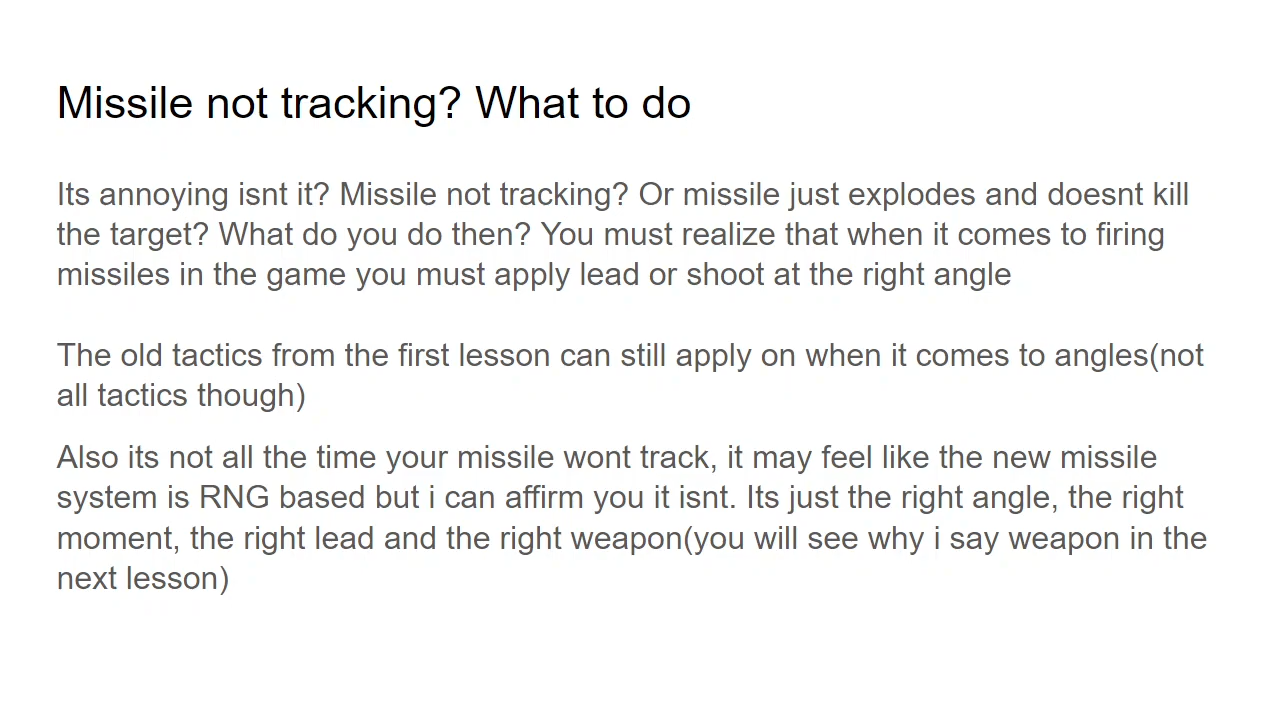 Missile not tracking? What to do
Its annoying isnt it? Missile not tracking? Or missile just explodes and doesnt kill
the target? What do you do then? You must realize that when it comes to firing
missiles in the game you must apply lead or shoot at the right angle
The old tactics from the first lesson can still apply on when it comes to angles(not
all tactics though)
Also its not all the time your missile wont track, it may feel like the new missile
system is RNG based but i can affirm you it isnt. Its just the right angle, the right
moment, the right lead and the right weapon(you will see why i say weapon in the
next lesson)